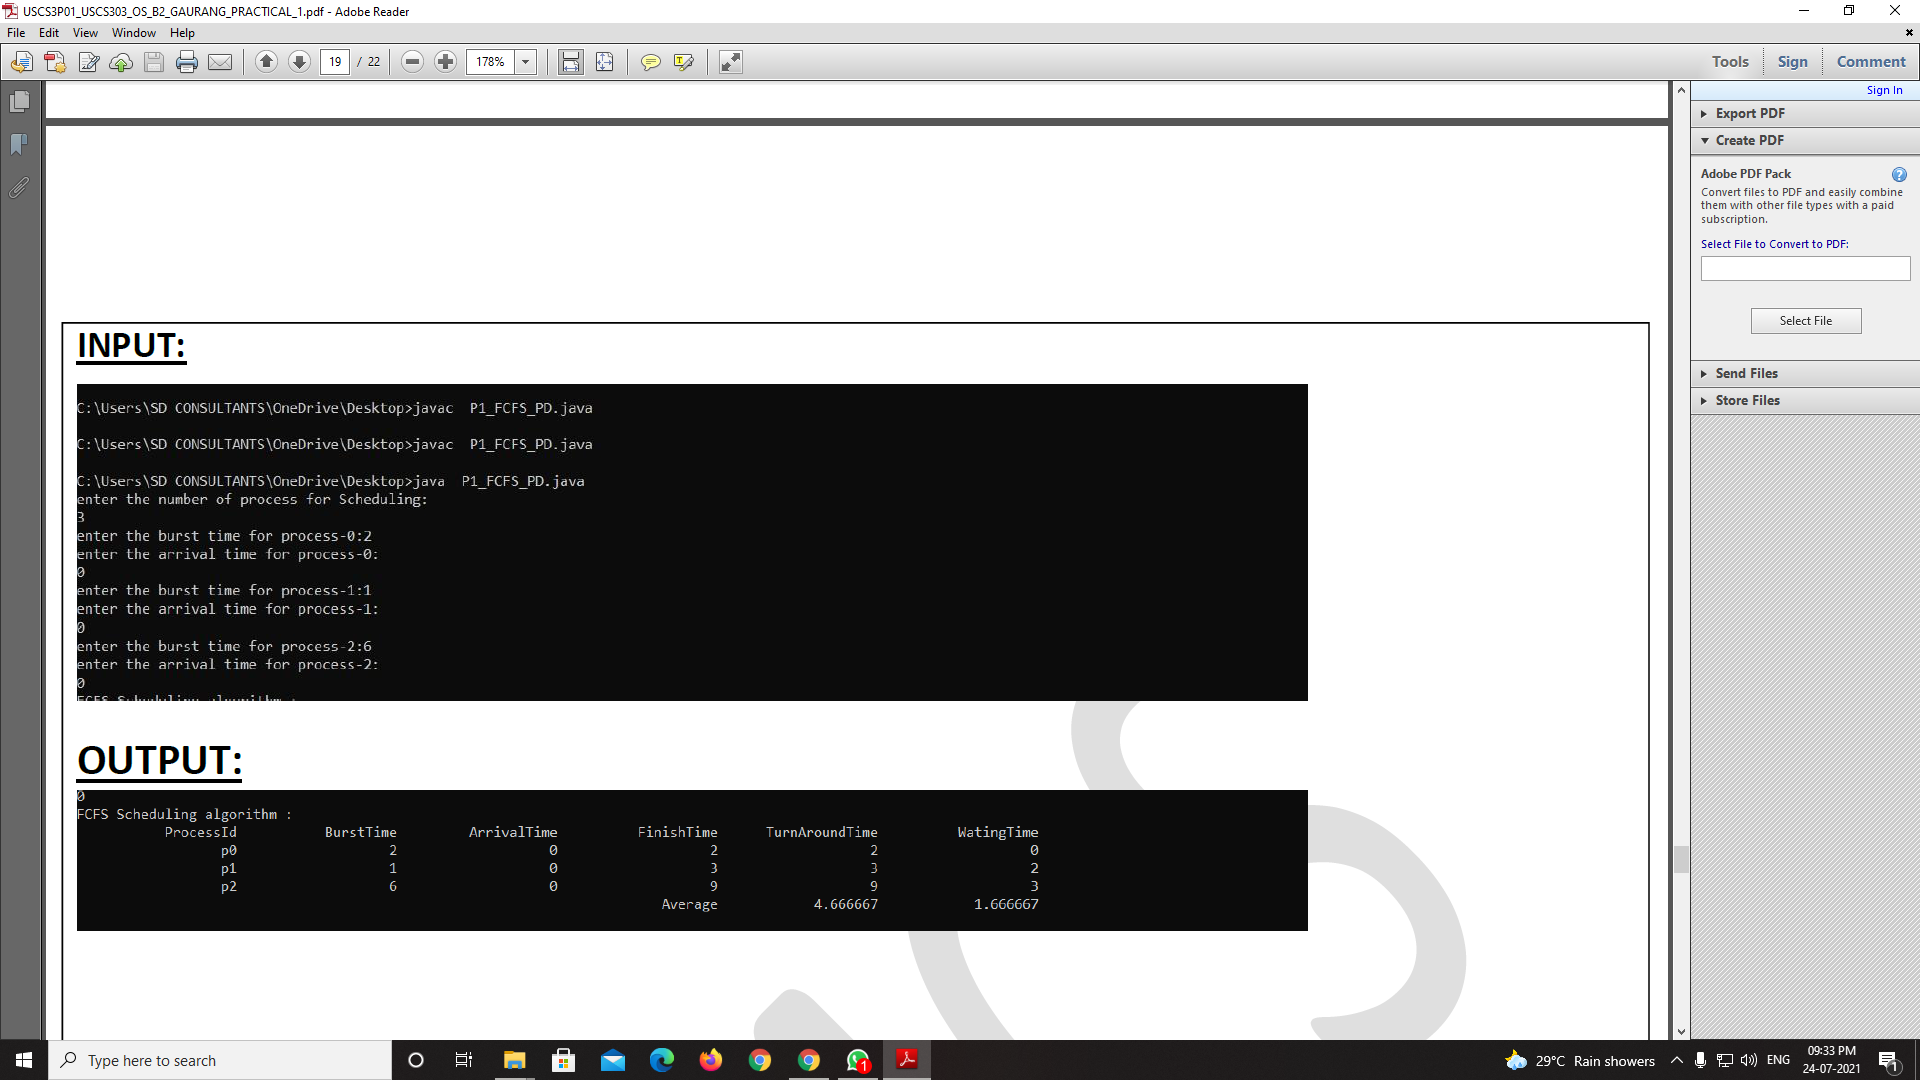 USCS3P01_USCS303_OS_B2_GAURANG_PRACTICAL_1.pdf - Adobe Reader
File Edit View Window Help
19 / 22 178% Tools Sign Comment
Sign In
Export PDF
Create PDF
Adobe PDF Pack
Convert files to PDF and easily combine
them with other file types with a paid
subscription.
Select File to Convert to PDF:
Select File
Send Files
Store Files
INPUT:
C:\Users\SD CONSULTANTS\OneDrive\Desktop>javac  P1_FCFS_PD.java
C:\Users\SD CONSULTANTS\OneDrive\Desktop>javac  P1_FCFS_PD.java
C:\Users\SD CONSULTANTS\OneDrive\Desktop>java  P1_FCFS_PD.java
enter the number of process for Scheduling:
3
enter the burst time for process-0:2
enter the arrival time for process-0:
0
enter the burst time for process-1:1
enter the arrival time for process-1:
0
enter the burst time for process-2:6
enter the arrival time for process-2:
0
FCFS Scheduling algorithm :
OUTPUT:
0
FCFS Scheduling algorithm :
ProcessId BurstTime ArrivalTime FinishTime TurnAroundTime WatingTime
p0 2 0 2 2 0
p1 1 0 3 3 2
p2 6 0 9 9 3
Average 4.666667 1.666667
Type here to search
1
29°C Rain showers ENG
09:33 PM
24-07-2021
1